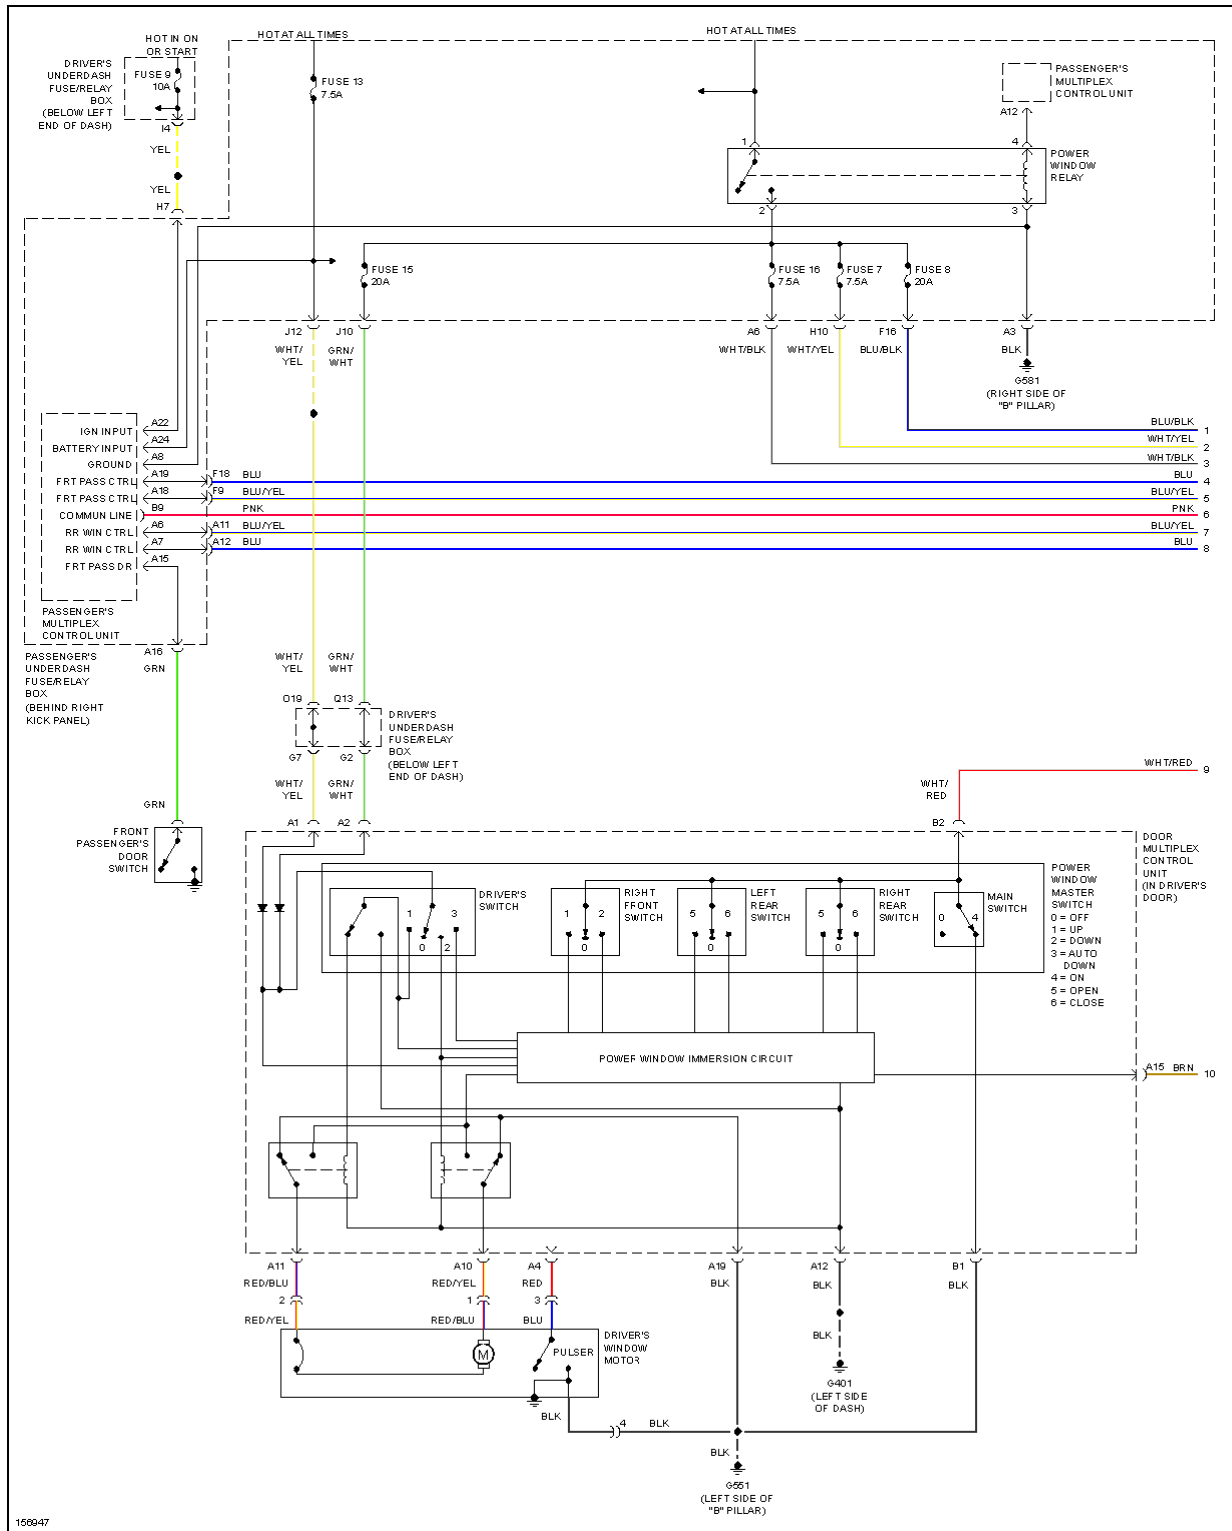 HOT IN ON
OR START
HOT AT ALL TIMES
HOT AT ALL TIMES
DRIVER'S
UNDERDASH
FUSE/RELAY
BOX
(BELOW LEFT
END OF DASH)
FUSE 9
10A
I4
YEL
YEL
H7
FUSE 13
7.5A
PASSENGER'S
MULTIPLEX
CONTROL UNIT
A12
1
4
POWER
WINDOW
RELAY
2
3
FUSE 15
20A
FUSE 16
7.5A
FUSE 7
7.5A
FUSE 8
20A
J12
J10
A6
H10
F16
A3
WHT/
YEL
GRN/
WHT
WHT/BLK
WHT/YEL
BLU/BLK
BLK
G581
(RIGHT SIDE OF
"B" PILLAR)
IGN INPUT
A22
BATTERY INPUT
A24
GROUND
A8
FRT PASS CTRL
A19
F18
BLU
FRT PASS CTRL
A18
F9
BLU/YEL
COMMUN LINE
B9
PNK
RR WIN CTRL
A6
A11
BLU/YEL
RR WIN CTRL
A7
A12
BLU
FRT PASS DR
A15
BLU/BLK
1
WHT/YEL
2
WHT/BLK
3
BLU
4
BLU/YEL
5
PNK
6
BLU/YEL
7
BLU
8
PASSENGER'S
MULTIPLEX
CONTROL UNIT
A16
GRN
PASSENGER'S
UNDERDASH
FUSE/RELAY
BOX
(BEHIND RIGHT
KICK PANEL)
WHT/
YEL
GRN/
WHT
O19
Q13
DRIVER'S
UNDERDASH
FUSE/RELAY
BOX
(BELOW LEFT
END OF DASH)
G7
G2
WHT/
YEL
GRN/
WHT
A1
A2
GRN
FRONT
PASSENGER'S
DOOR
SWITCH
WHT/
RED
B2
WHT/RED
9
DOOR
MULTIPLEX
CONTROL
UNIT
(IN DRIVER'S
DOOR)
DRIVER'S
SWITCH
1
3
0
2
RIGHT
FRONT
SWITCH
1
2
0
LEFT
REAR
SWITCH
5
6
0
RIGHT
REAR
SWITCH
5
6
0
MAIN
SWITCH
0
4
POWER
WINDOW
MASTER
SWITCH
0 = OFF
1 = UP
2 = DOWN
3 = AUTO
DOWN
4 = ON
5 = OPEN
6 = CLOSE
POWER WINDOW IMMERSION CIRCUIT
A15
BRN
10
A11
A10
A4
A19
A12
B1
RED/BLU
RED/YEL
RED
BLK
BLK
BLK
2
1
3
RED/YEL
RED/BLU
BLU
BLK
DRIVER'S
WINDOW
MOTOR
M
PULSER
G401
(LEFT SIDE
OF DASH)
BLK
4
BLK
BLK
G551
(LEFT SIDE OF
"B" PILLAR)
156947